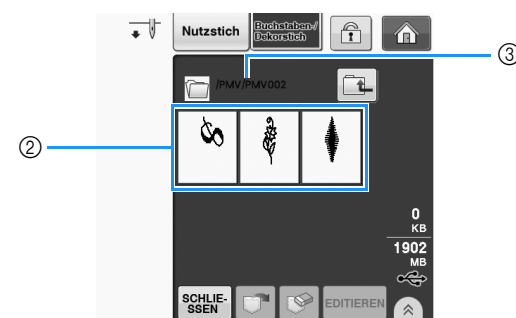 Nutzstich
Buchstaben-/
Dekorstich
③
/PMV/PMV002
②
0
KB
1902
MB
SCHLIE-
SSEN
EDITIEREN